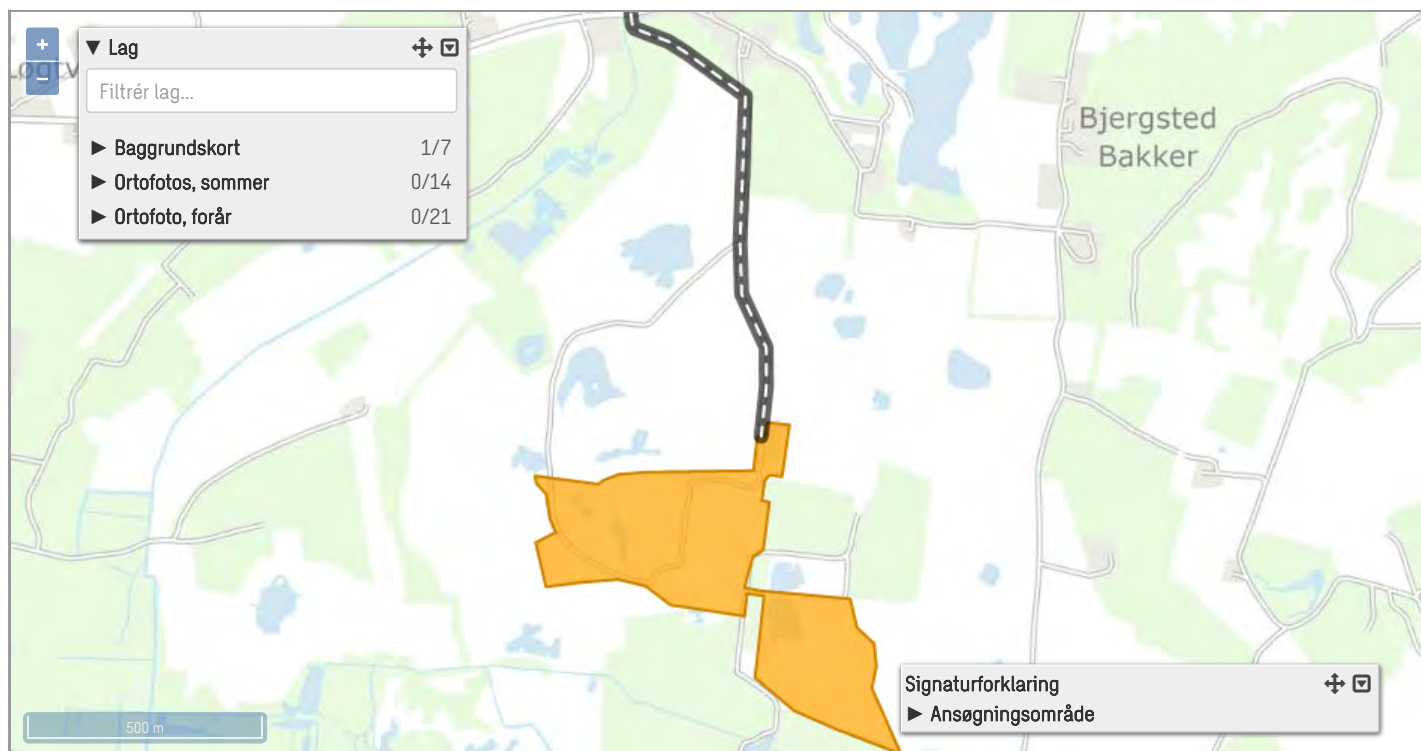 +
−
▼ Lag
Filtrér lag...
► Baggrundskort 1/7
► Ortofotos, sommer 0/14
► Ortofoto, forår 0/21
Bjergsted
Bakker
Signaturforklaring
► Ansøgningsområde
500 m